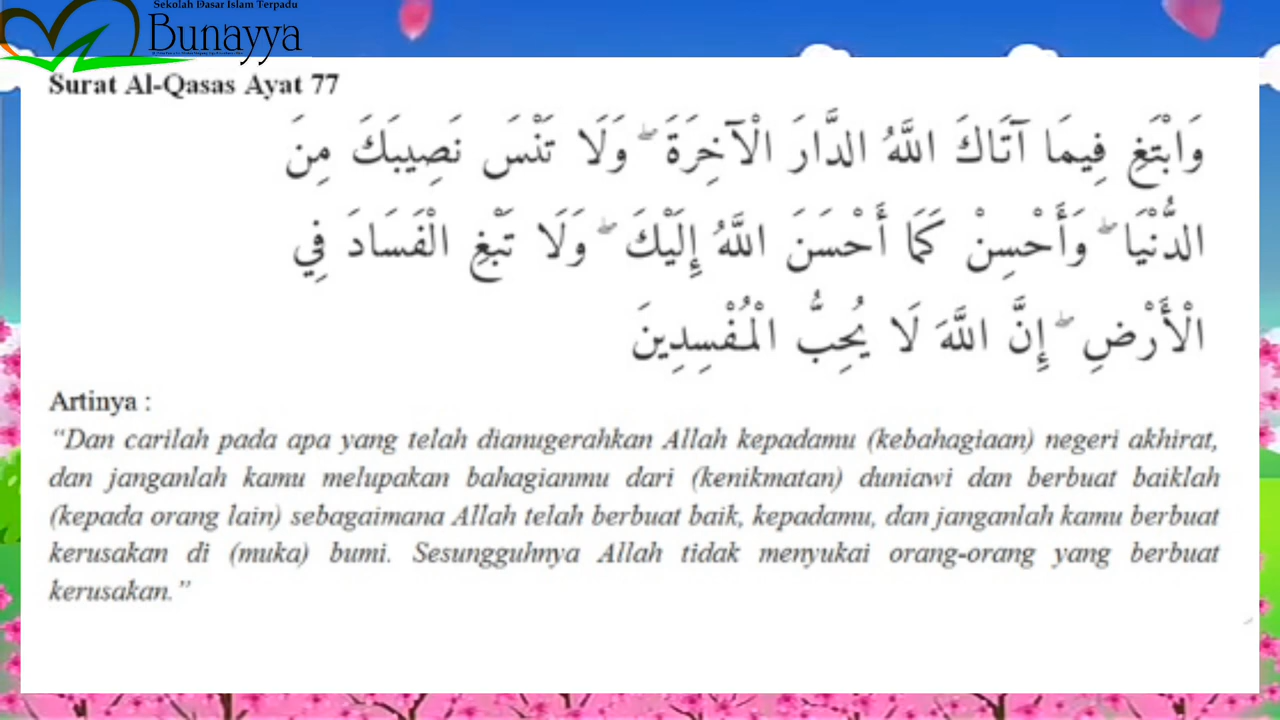 Sekolah Dasar Islam Terpadu
Bunayya
Surat Al-Qasas Ayat 77
وَابْتَغِ فِيمَا آتَاكَ اللَّهُ الدَّارَ الْآخِرَةَ ۖ وَلَا تَنْسَ نَصِيبَكَ مِنَ
الدُّنْيَا ۖ وَأَحْسِنْ كَمَا أَحْسَنَ اللَّهُ إِلَيْكَ ۖ وَلَا تَبْغِ الْفَسَادَ فِي
الْأَرْضِ ۖ إِنَّ اللَّهَ لَا يُحِبُّ الْمُفْسِدِينَ
Artinya :
“Dan carilah pada apa yang telah dianugerahkan Allah kepadamu (kebahagiaan) negeri akhirat,
dan janganlah kamu melupakan bahagianmu dari (kenikmatan) duniawi dan berbuat baiklah
(kepada orang lain) sebagaimana Allah telah berbuat baik, kepadamu, dan janganlah kamu berbuat
kerusakan di (muka) bumi. Sesungguhnya Allah tidak menyukai orang-orang yang berbuat
kerusakan.”